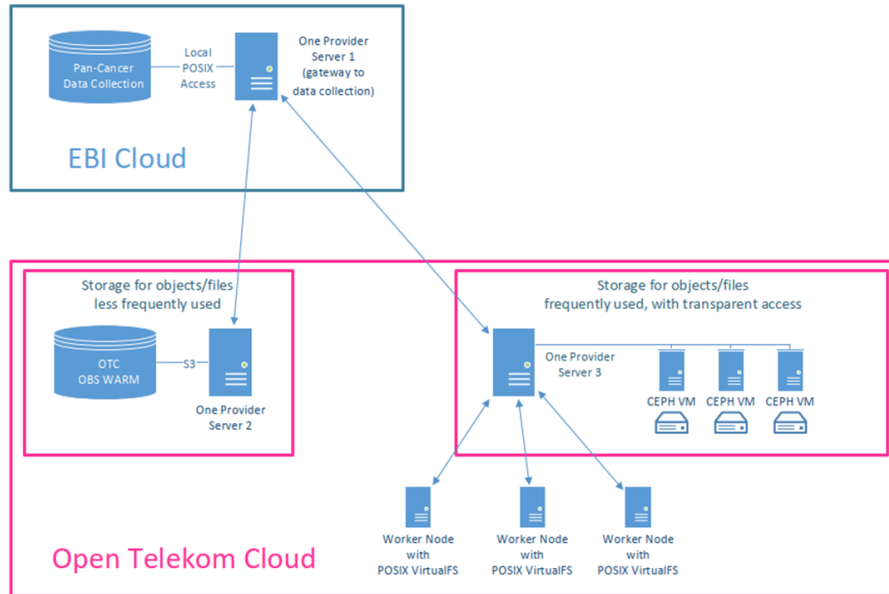 Pan-Cancer
Data Collection
Local
POSIX
Access
One Provider
Server 1
(gateway to
data collection)
EBI Cloud
Storage for objects/files
less frequently used
OTC
OBS WARM
S3
One Provider
Server 2
Storage for objects/files
frequently used, with transparent access
One Provider
Server 3
CEPH VM
CEPH VM
CEPH VM
Worker Node
with
POSIX VirtualFS
Worker Node
with
POSIX VirtualFS
Worker Node
with
POSIX VirtualFS
Open Telekom Cloud